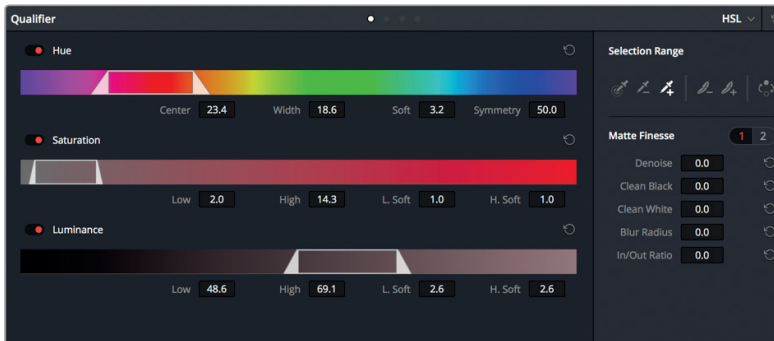 Qualifier HSL
Hue Selection Range
Center 23.4 Width 18.6 Soft 3.2 Symmetry 50.0
Saturation Matte Finesse 1 2
Denoise 0.0
Low 2.0 High 14.3 L. Soft 1.0 H. Soft 1.0
Clean Black 0.0
Clean White 0.0
Luminance
Blur Radius 0.0
In/Out Ratio 0.0
Low 48.6 High 69.1 L. Soft 2.6 H. Soft 2.6